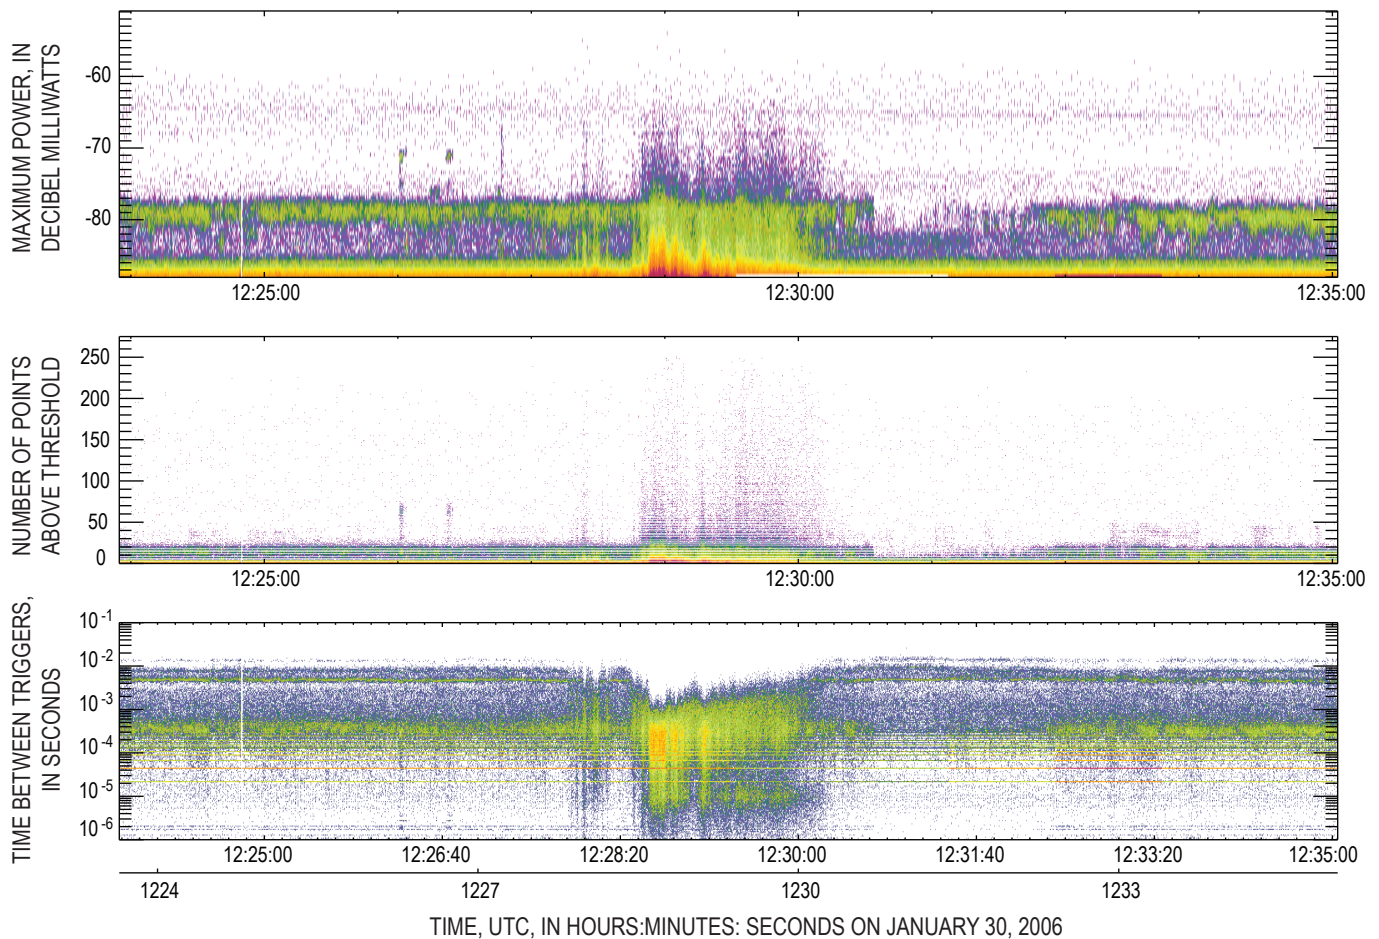 MAXIMUM POWER, IN
DECIBEL MILLIWATTS
-60
-70
-80
12:25:00 12:30:00 12:35:00
NUMBER OF POINTS
ABOVE THRESHOLD
250
200
150
100
50
0
12:25:00 12:30:00 12:35:00
TIME BETWEEN TRIGGERS,
IN SECONDS
10-1
10-2
10-3
10-4
10-5
10-6
12:25:00 12:26:40 12:28:20 12:30:00 12:31:40 12:33:20 12:35:00
1224 1227 1230 1233
TIME, UTC, IN HOURS:MINUTES: SECONDS ON JANUARY 30, 2006